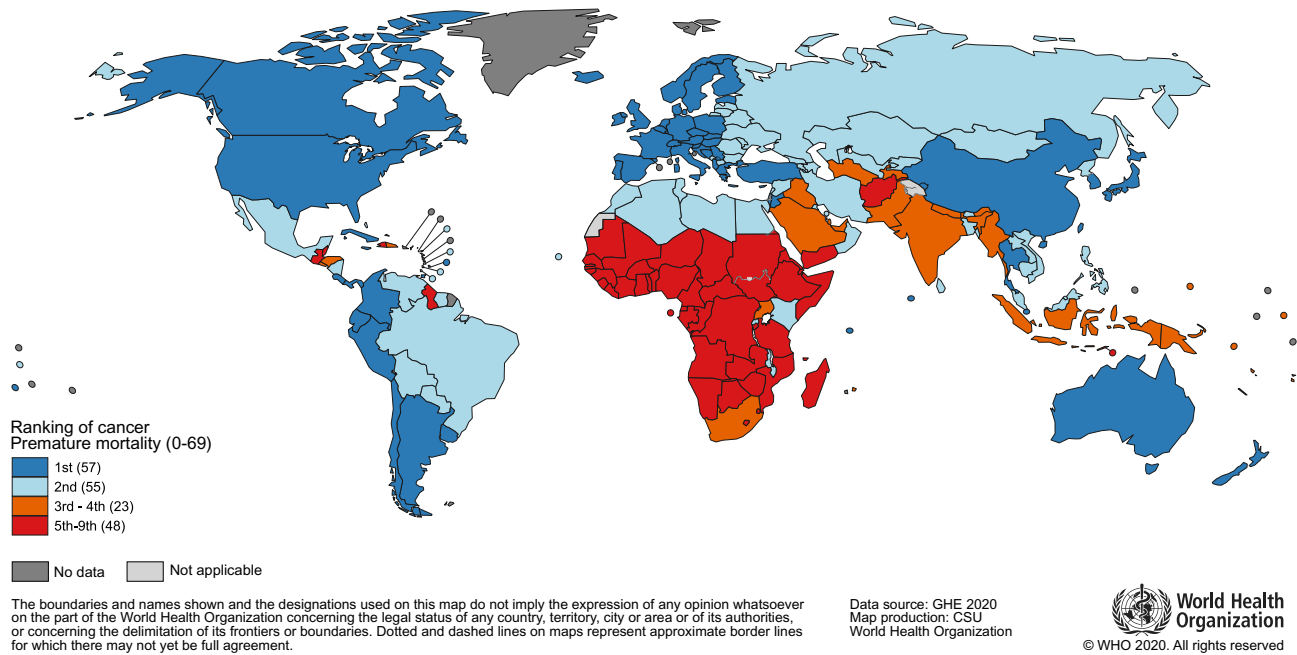 Ranking of cancer
Premature mortality (0-69)
1st (57)
2nd (55)
3rd - 4th (23)
5th-9th (48)
No data
Not applicable
The boundaries and names shown and the designations used on this map do not imply the expression of any opinion whatsoever
on the part of the World Health Organization concerning the legal status of any country, territory, city or area or of its authorities,
or concerning the delimitation of its frontiers or boundaries. Dotted and dashed lines on maps represent approximate border lines
for which there may not yet be full agreement.
Data source: GHE 2020
Map production: CSU
World Health Organization
World Health
Organization
© WHO 2020. All rights reserved